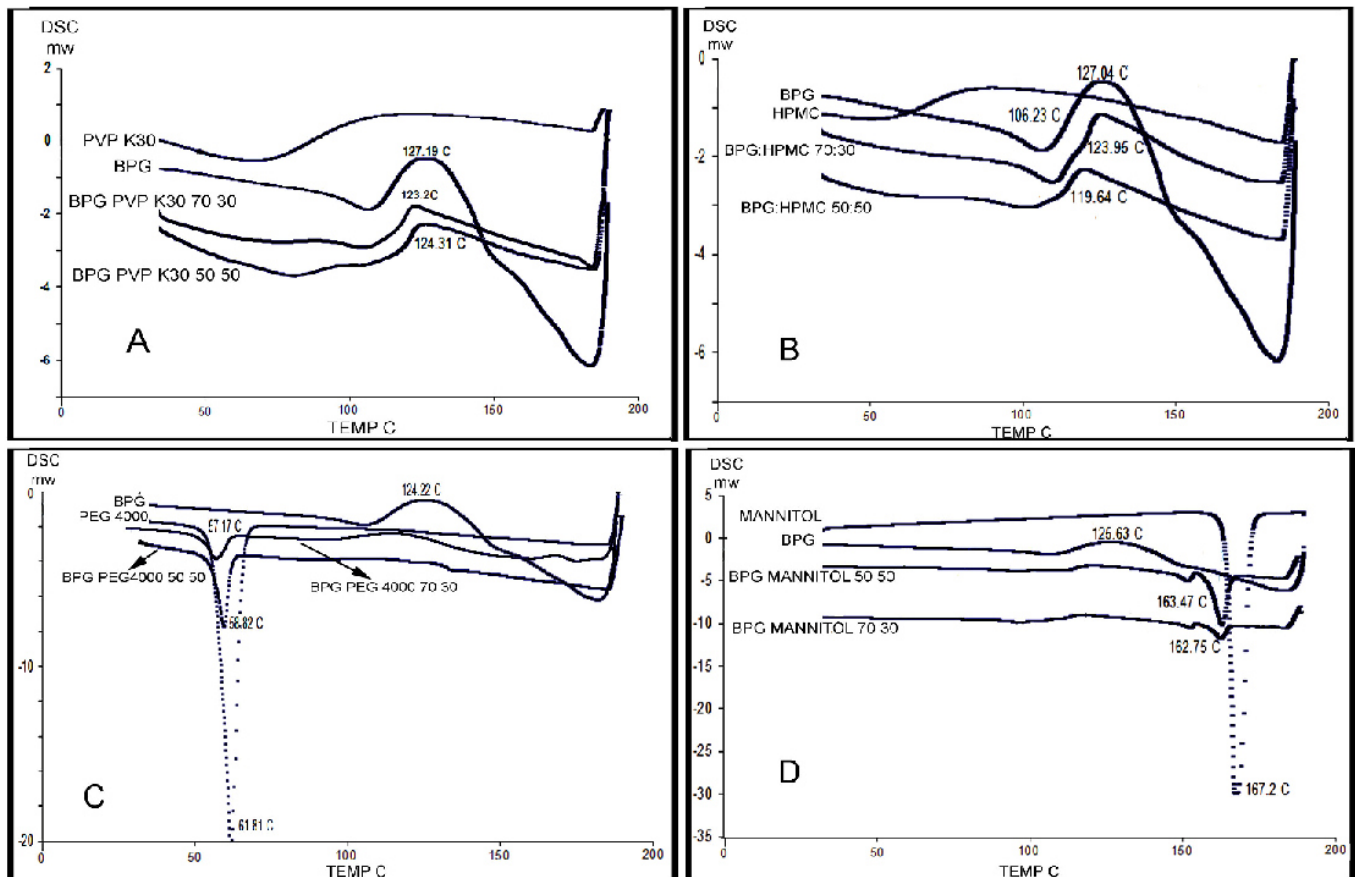 DSC
mw
2
0
-2
-4
-6
PVP K30
BPG
BPG PVP K30 70 30
BPG PVP K30 50 50
127.19 C
123.2C
124.31 C
A
0
50
100
150
200
TEMP C
DSC
mw
0
-2
-4
-6
BPG
HPMC
BPG:HPMC 70:30
BPG:HPMC 50:50
127.04 C
106.23 C
123.95 C
119.64 C
B
0
50
100
150
200
TEMP C
DSC
mw
0
-10
-20
BPG
PEG 4000
BPG PEG4000 50 50
BPG PEG 4000 70 30
124.22 C
57.17 C
58.82 C
61.81 C
C
0
50
100
150
200
TEMP C
DSC
mw
5
0
-5
-10
-15
-20
-25
-30
-35
MANNITOL
BPG
BPG MANNITOL 50 50
BPG MANNITOL 70 30
125.63 C
163.47 C
162.75 C
167.2 C
D
0
50
100
150
200
TEMP C